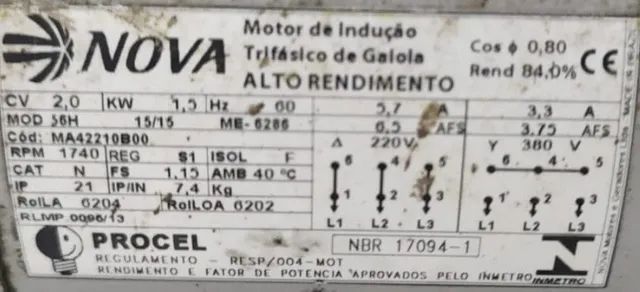 NOVA
Motor de Indução
Trifásico de Gaiola
ALTO RENDIMENTO
Cos ϕ 0,80
Rend 84,0% CE
CV 2,0 KW 1,5 Hz 60 5,7 A 3,3 A
MOD 56H 15/15 ME-6286 6,5 AFS 3,75 AFS
Cód: MA42210B00 Δ 220V Y 380 V
RPM 1740 REG S1 ISOL F 6 4 5 6 4 5
CAT N FS 1,15 AMB 40 ºC
IP 21 IP/IN 7,4 Kg 1 2 3 1 2 3
RolLA 6204 RolLOA 6202 L1 L2 L3 L1 L2 L3
RLMP 0096/13
PROCEL
NBR 17094-1
REGULAMENTO - RESP/004-MOT
RENDIMENTO E FATOR DE POTENCIA APROVADOS PELO INMETRO
INMETRO
NOVA Motores e Geradores Ltda